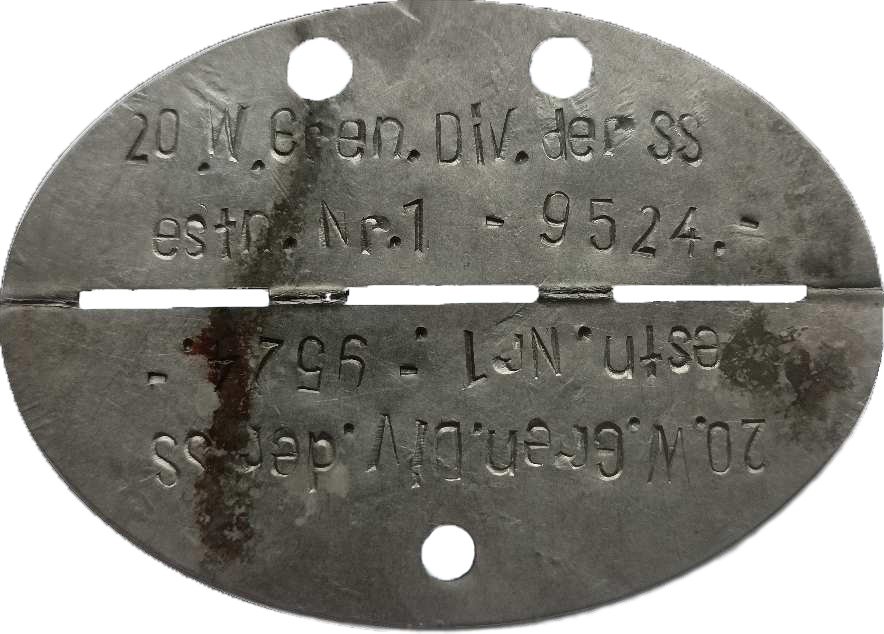 20 .W.Gren.Div.der SS
estn. Nr.1 - 9524.-
estn.Nr1 - 9524. -
20.W.Gren.Div.der SS